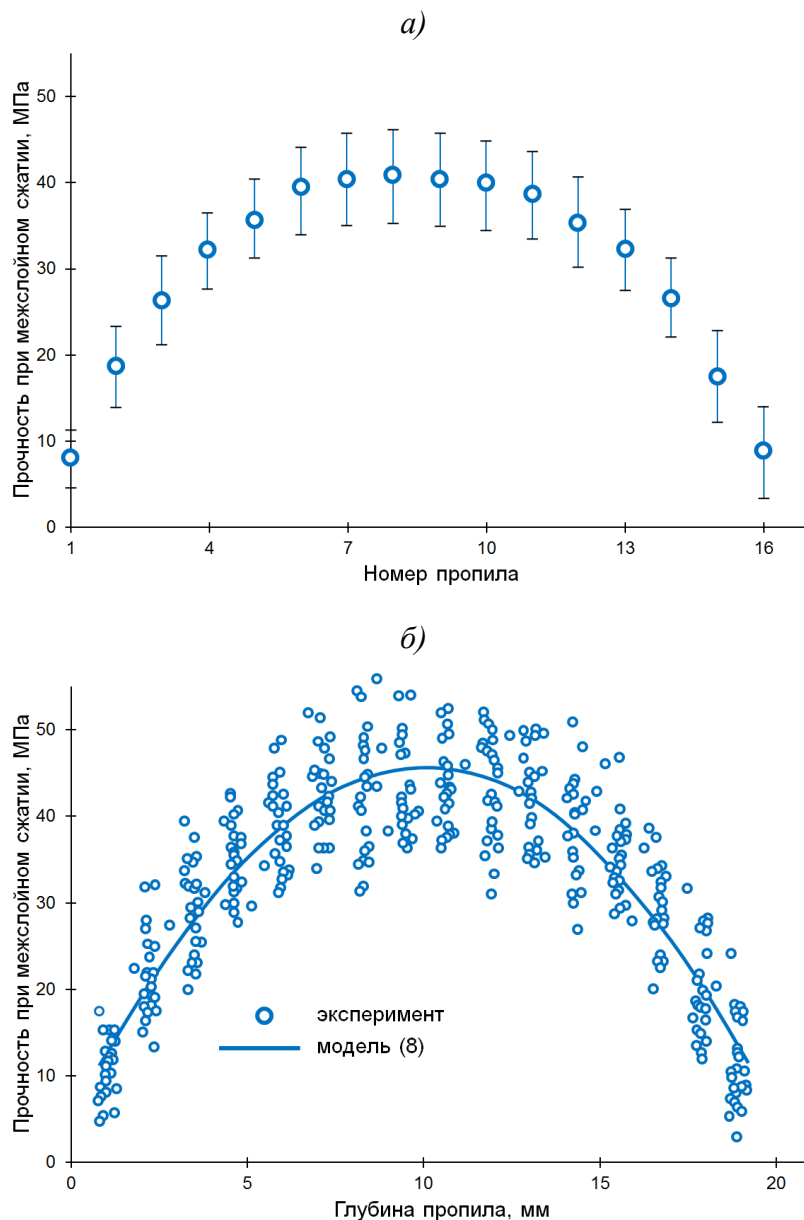 а)
Прочность при межслойном сжатии, МПа
50
40
30
20
10
0
1 4 7 10 13 16
Номер пропила
б)
Прочность при межслойном сжатии, МПа
50
40
30
20
10
0
эксперимент
модель (8)
0 5 10 15 20
Глубина пропила, мм